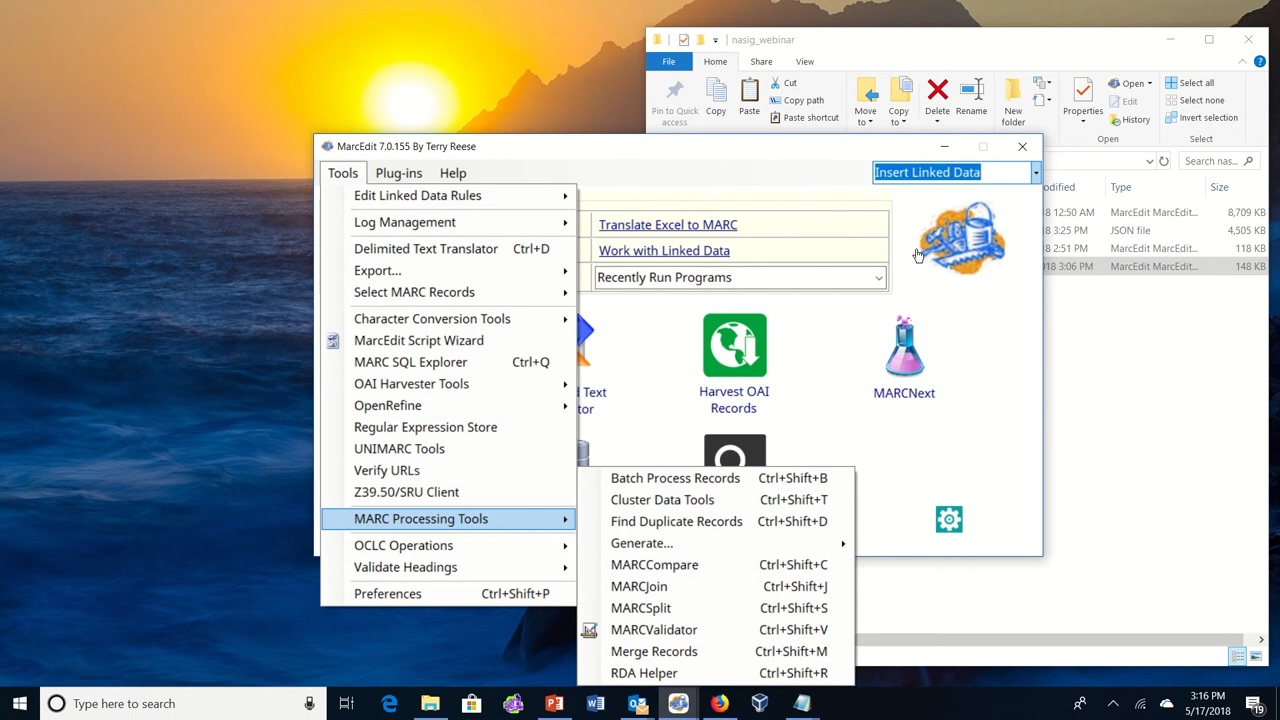 nasig_webinar
File
Home
Share
View
Pin to Quick
access
Copy
Paste
Cut
Copy path
Paste shortcut
Move
to
Copy
to
Delete
Rename
New
folder
Properties
Open
Edit
History
Select all
Select none
Invert selection
Open
Select
Search nas...
odified
Type
Size
8 12:50 AM
MarcEdit MarcEdit...
8,709 KB
8 3:25 PM
JSON file
4,505 KB
8 2:51 PM
MarcEdit MarcEdit...
118 KB
018 3:06 PM
MarcEdit MarcEdit...
148 KB
MarcEdit 7.0.155 By Terry Reese
Tools
Plug-ins
Help
Insert Linked Data
Edit Linked Data Rules
Log Management
Delimited Text Translator Ctrl+D
Export...
Select MARC Records
Character Conversion Tools
MarcEdit Script Wizard
MARC SQL Explorer Ctrl+Q
OAI Harvester Tools
OpenRefine
Regular Expression Store
UNIMARC Tools
Verify URLs
Z39.50/SRU Client
MARC Processing Tools
OCLC Operations
Validate Headings
Preferences Ctrl+Shift+P
Translate Excel to MARC
Work with Linked Data
Recently Run Programs
d Text
tor
Harvest OAI
Records
MARCNext
Batch Process Records Ctrl+Shift+B
Cluster Data Tools Ctrl+Shift+T
Find Duplicate Records Ctrl+Shift+D
Generate...
MARCCompare Ctrl+Shift+C
MARCJoin Ctrl+Shift+J
MARCSplit Ctrl+Shift+S
MARCValidator Ctrl+Shift+V
Merge Records Ctrl+Shift+M
RDA Helper Ctrl+Shift+R
Type here to search
3:16 PM
5/17/2018
19